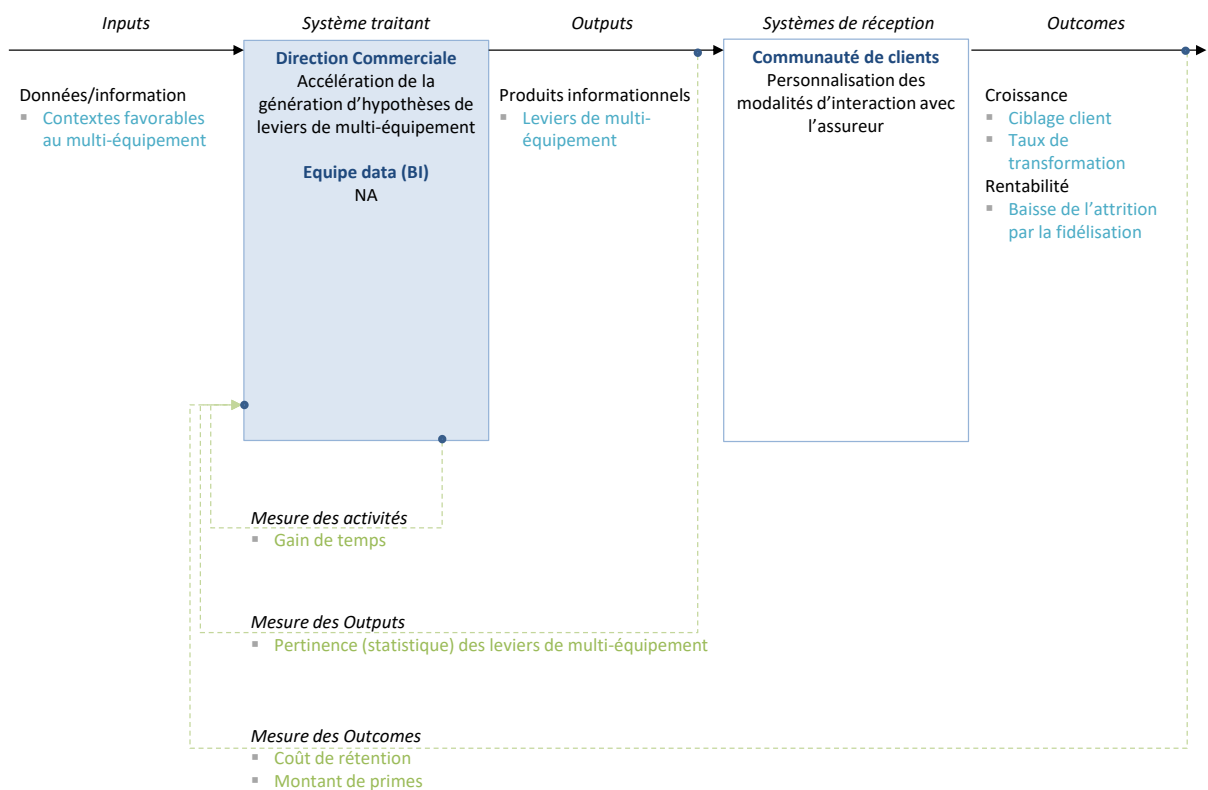 Inputs
Système traitant
Outputs
Systèmes de réception
Outcomes
Données/information
Contextes favorables
au multi-équipement
Direction Commerciale
Accélération de la
génération d’hypothèses de
leviers de multi-équipement
Equipe data (BI)
NA
Produits informationnels
Leviers de multi-
équipement
Communauté de clients
Personnalisation des
modalités d’interaction avec
l’assureur
Croissance
Ciblage client
Taux de
transformation
Rentabilité
Baisse de l’attrition
par la fidélisation
Mesure des activités
Gain de temps
Mesure des Outputs
Pertinence (statistique) des leviers de multi-équipement
Mesure des Outcomes
Coût de rétention
Montant de primes